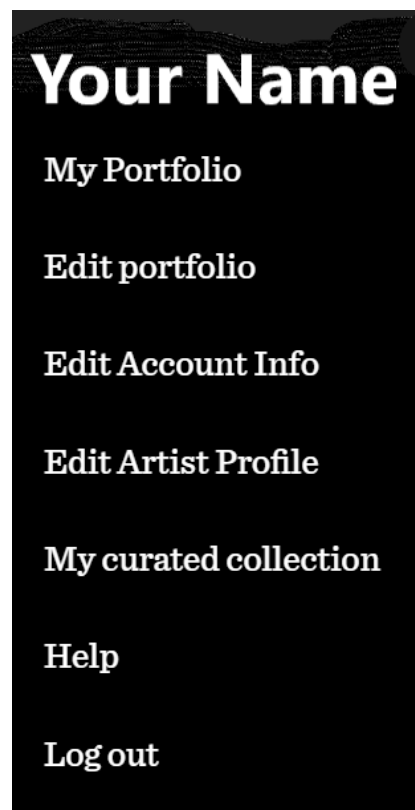 Your Name
My Portfolio
Edit portfolio
Edit Account Info
Edit Artist Profile
My curated collection
Help
Log out